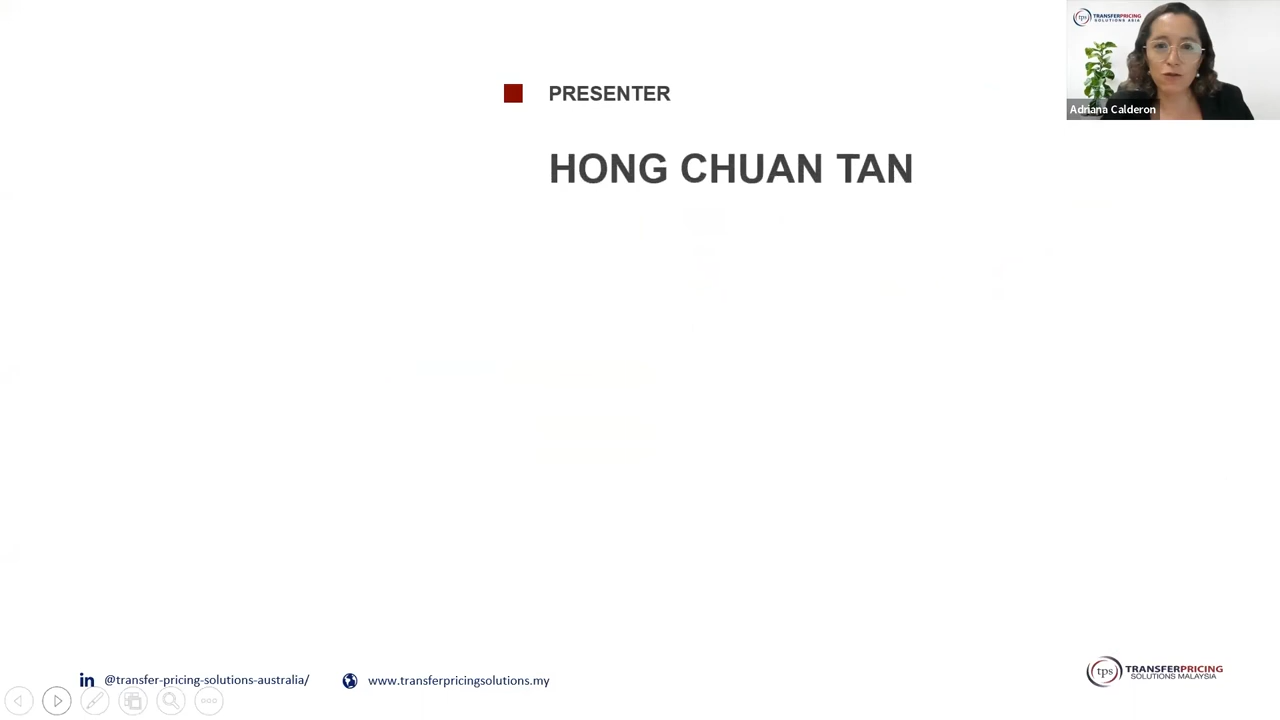 tps TRANSFERPRICING
SOLUTIONS ASIA
Adriana Calderon
PRESENTER
HONG CHUAN TAN
in @transfer-pricing-solutions-australia/
www.transferpricingsolutions.my
tps TRANSFERPRICING
SOLUTIONS MALAYSIA